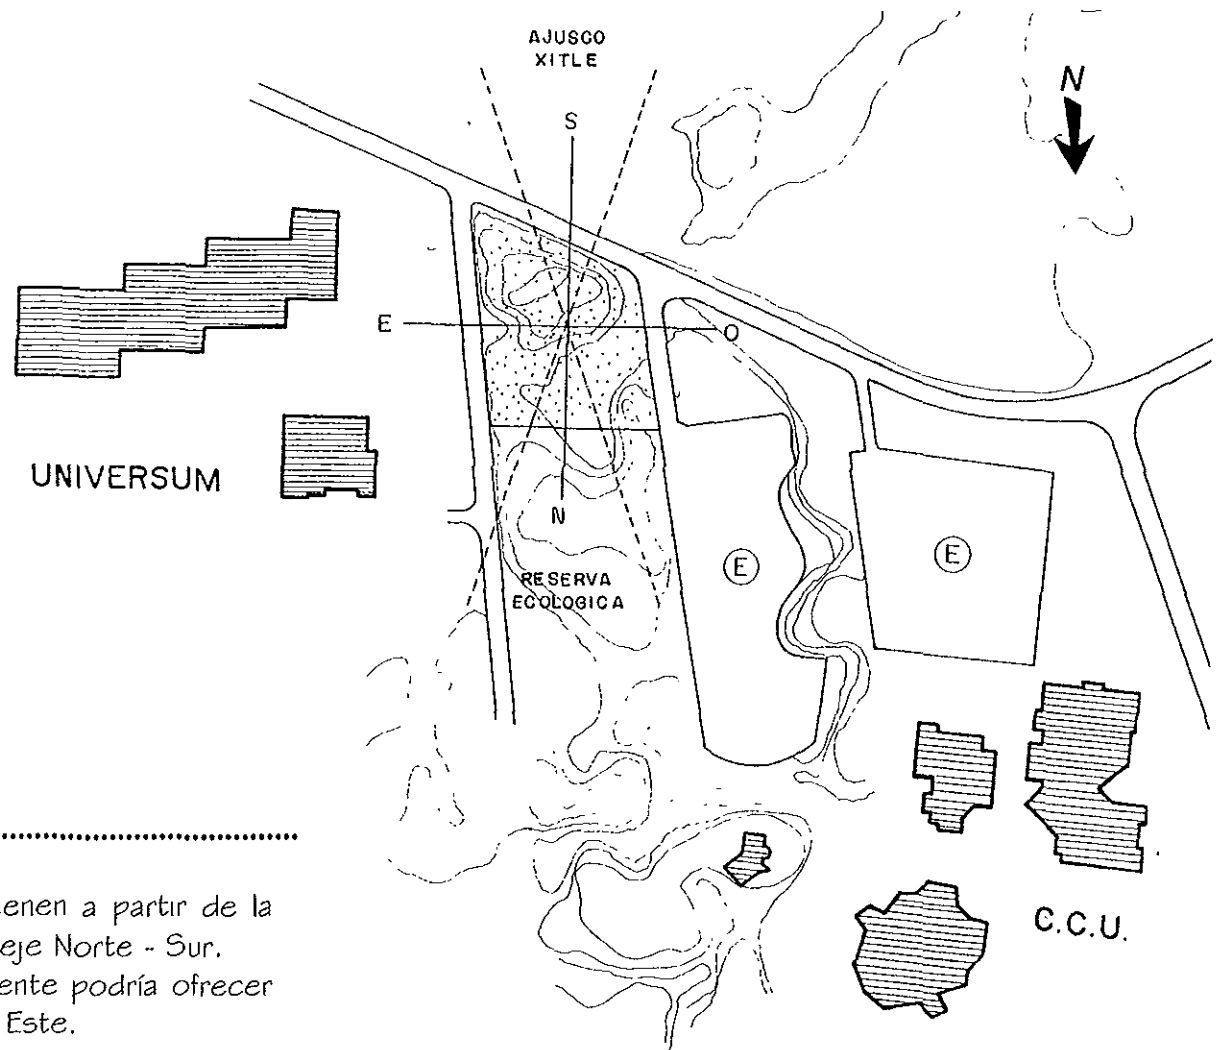 AJUSCO
XITLE
N
S
E
O
UNIVERSUM
N
E
E
RESERVA
ECOLOGICA
C.C.U.
enen a partir de la
eje Norte - Sur.
ente podría ofrecer
Este.